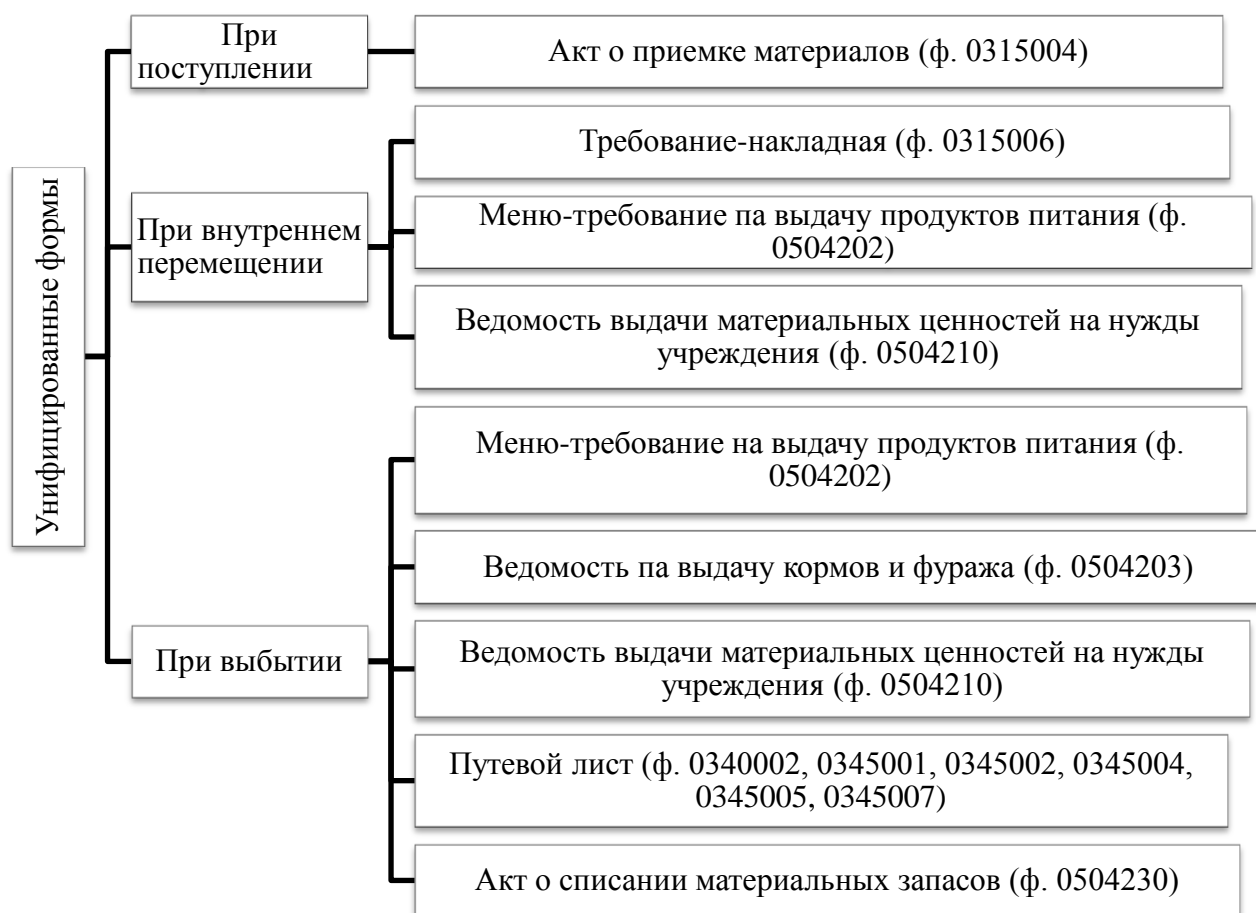 Унифицированные формы
При
поступлении
Акт о приемке материалов (ф. 0315004)
При внутреннем
перемещении
Требование-накладная (ф. 0315006)
Меню-требование па выдачу продуктов питания (ф.
0504202)
Ведомость выдачи материальных ценностей на нужды
учреждения (ф. 0504210)
При выбытии
Меню-требование на выдачу продуктов питания (ф.
0504202)
Ведомость па выдачу кормов и фуража (ф. 0504203)
Ведомость выдачи материальных ценностей на нужды
учреждения (ф. 0504210)
Путевой лист (ф. 0340002, 0345001, 0345002, 0345004,
0345005, 0345007)
Акт о списании материальных запасов (ф. 0504230)